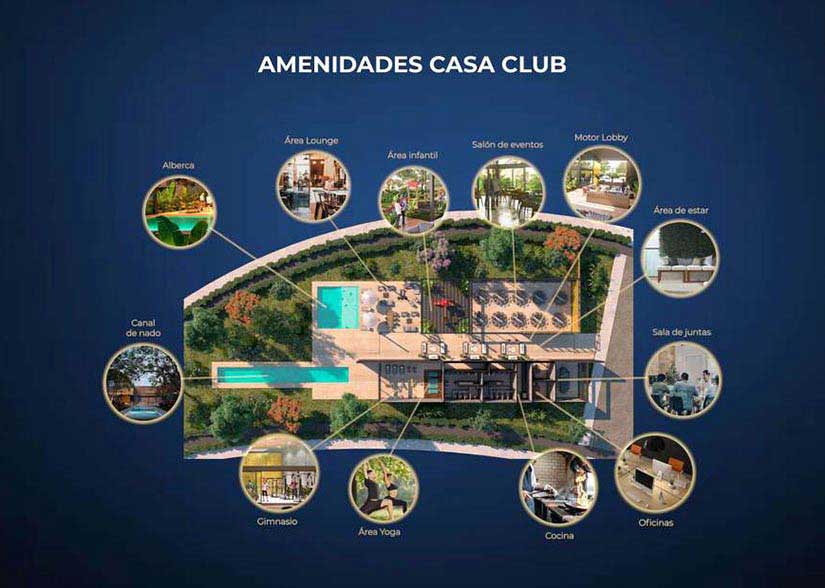 AMENIDADES CASA CLUB
Alberca
Área Lounge
Área infantil
Salón de eventos
Motor Lobby
Área de estar
Canal
de nado
Sala de juntas
Gimnasio
Área Yoga
Cocina
Oficinas